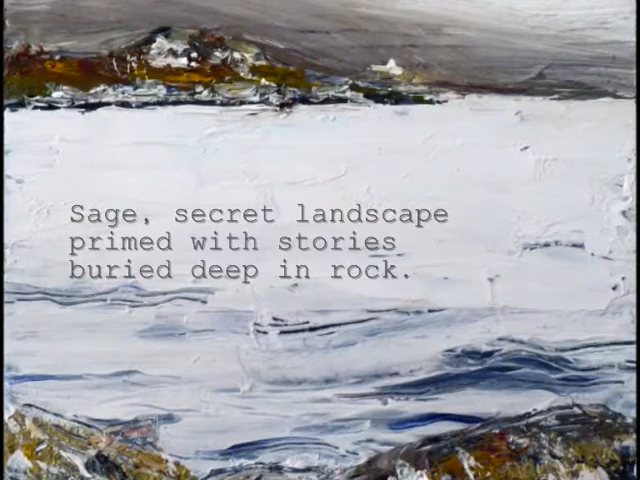 Sage, secret landscape
primed with stories
buried deep in rock.